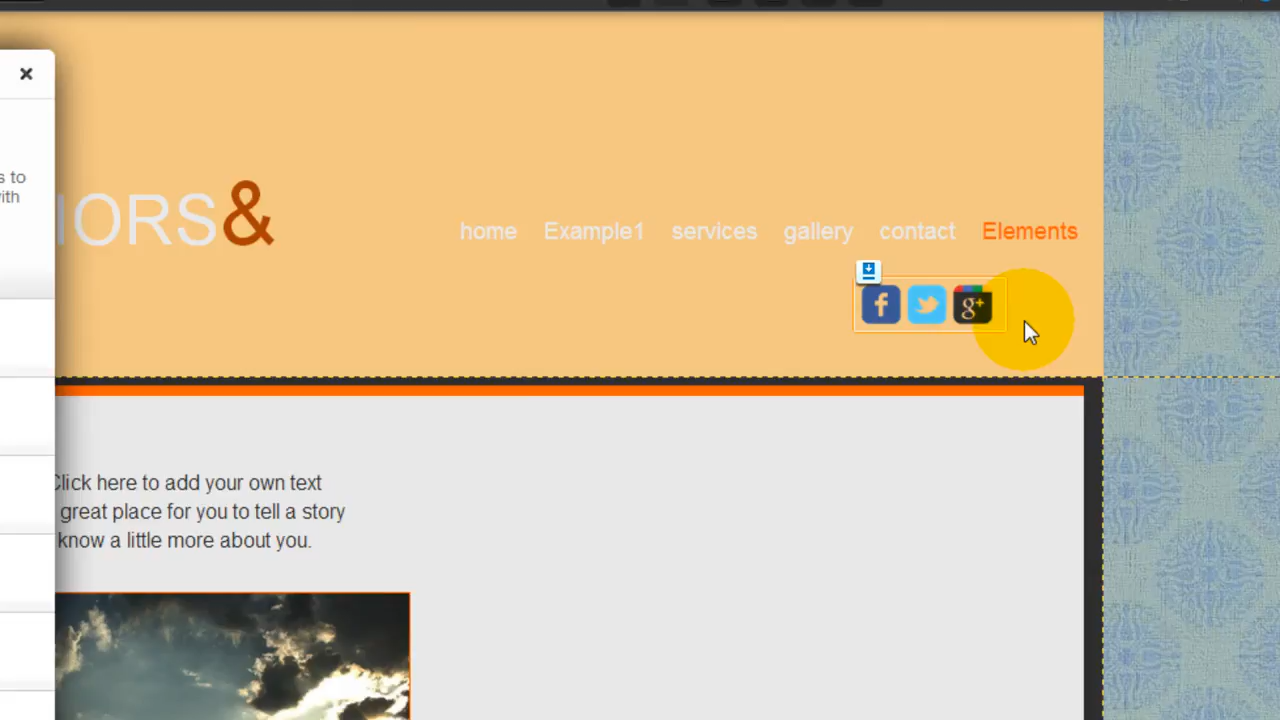 s to
vith
IORS&
home Example1 services gallery contact Elements
f g+
Click here to add your own text
great place for you to tell a story
know a little more about you.